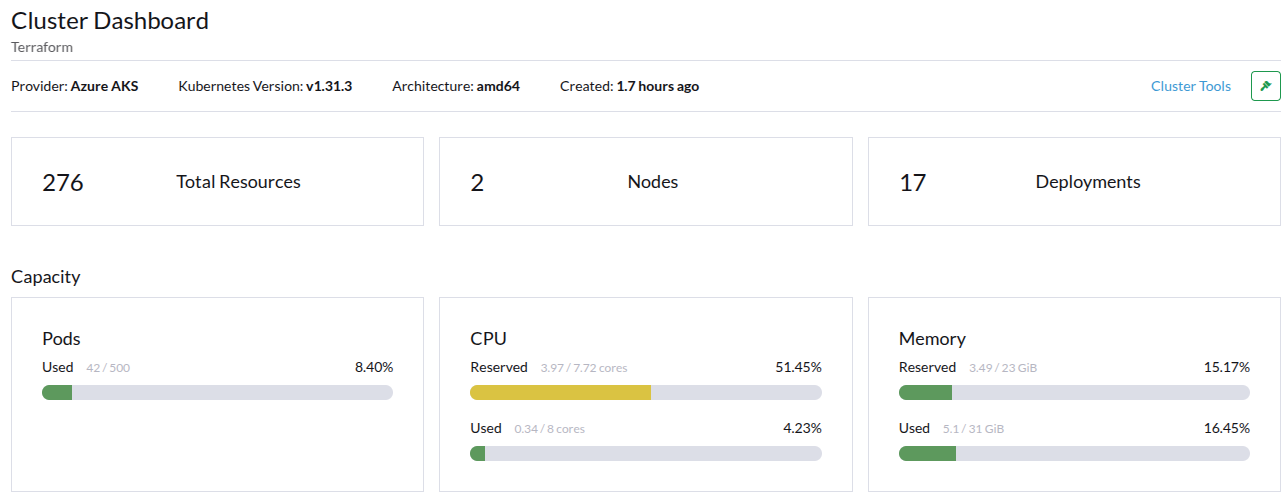 Cluster Dashboard
Terraform
Provider: Azure AKS Kubernetes Version: v1.31.3 Architecture: amd64 Created: 1.7 hours ago Cluster Tools
276 Total Resources 2 Nodes 17 Deployments
Capacity
Pods
Used 42 / 500 8.40%
CPU
Reserved 3.97 / 7.72 cores 51.45%
Used 0.34 / 8 cores 4.23%
Memory
Reserved 3.49 / 23 GiB 15.17%
Used 5.1 / 31 GiB 16.45%